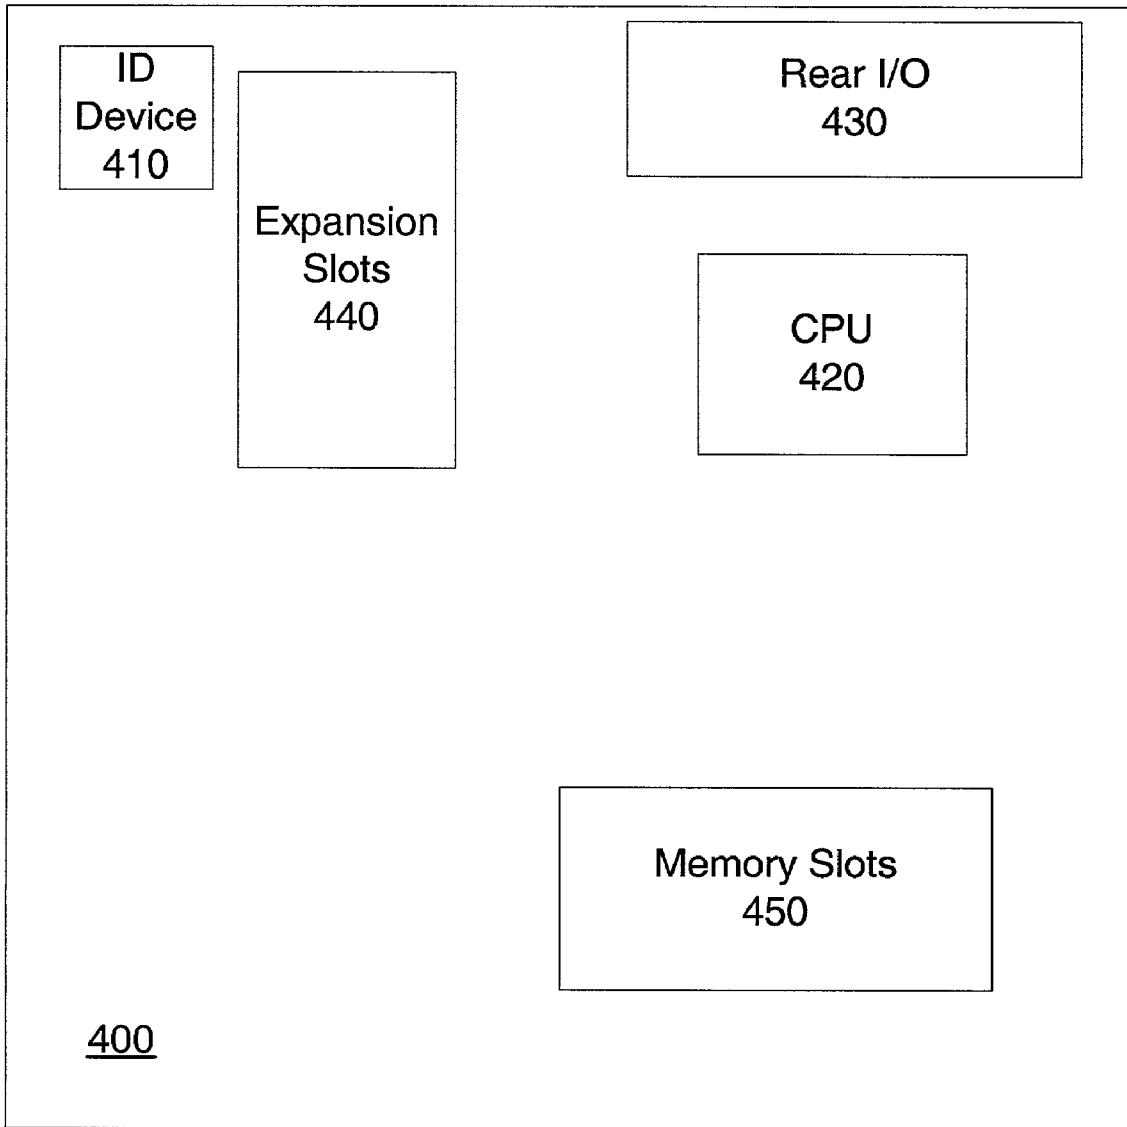 ID
Device
410
Expansion
Slots
440
Rear I/O
430
CPU
420
Memory Slots
450
400